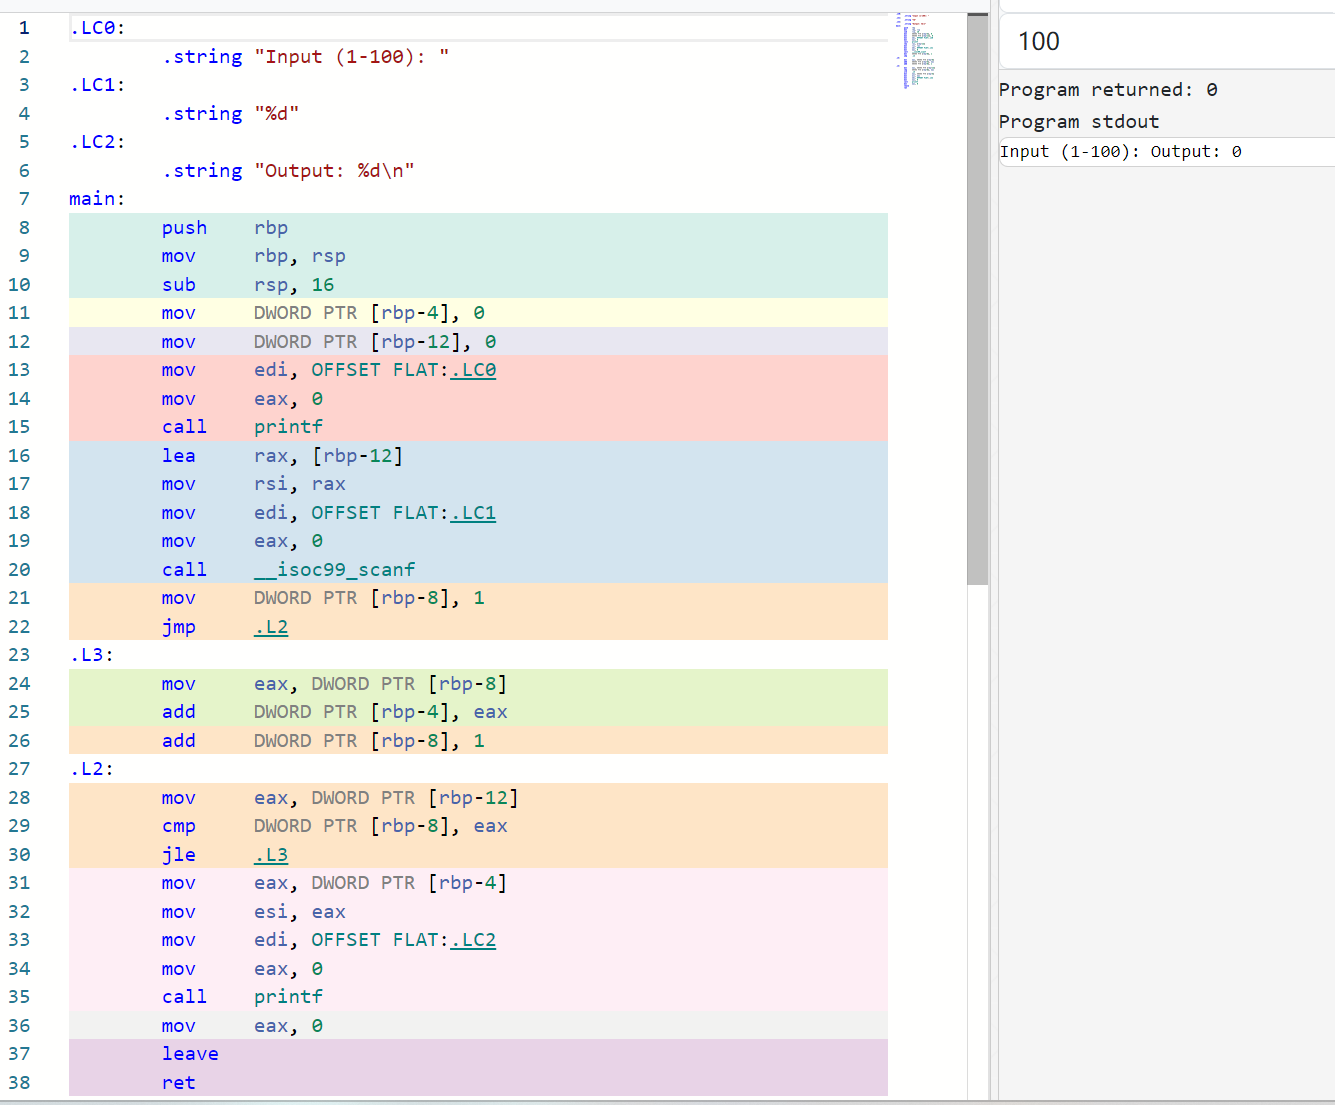 1 .LC0:
2 .string "Input (1-100): "
3 .LC1:
4 .string "%d"
5 .LC2:
6 .string "Output: %d\n"
7 main:
8 push rbp
9 mov rbp, rsp
10 sub rsp, 16
11 mov DWORD PTR [rbp-4], 0
12 mov DWORD PTR [rbp-12], 0
13 mov edi, OFFSET FLAT:.LC0
14 mov eax, 0
15 call printf
16 lea rax, [rbp-12]
17 mov rsi, rax
18 mov edi, OFFSET FLAT:.LC1
19 mov eax, 0
20 call __isoc99_scanf
21 mov DWORD PTR [rbp-8], 1
22 jmp .L2
23 .L3:
24 mov eax, DWORD PTR [rbp-8]
25 add DWORD PTR [rbp-4], eax
26 add DWORD PTR [rbp-8], 1
27 .L2:
28 mov eax, DWORD PTR [rbp-12]
29 cmp DWORD PTR [rbp-8], eax
30 jle .L3
31 mov eax, DWORD PTR [rbp-4]
32 mov esi, eax
33 mov edi, OFFSET FLAT:.LC2
34 mov eax, 0
35 call printf
36 mov eax, 0
37 leave
38 ret
100
Program returned: 0
Program stdout
Input (1-100): Output: 0